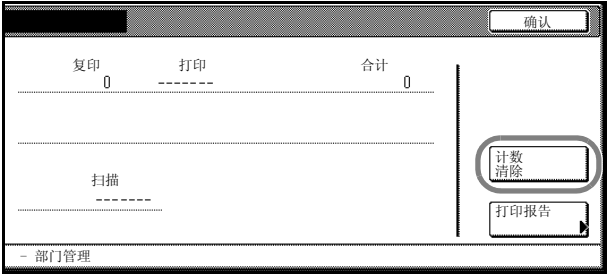 确认
复印 打印 合计
0 ------- 0
计数
清除
扫描
-------
打印报告
- 部门管理